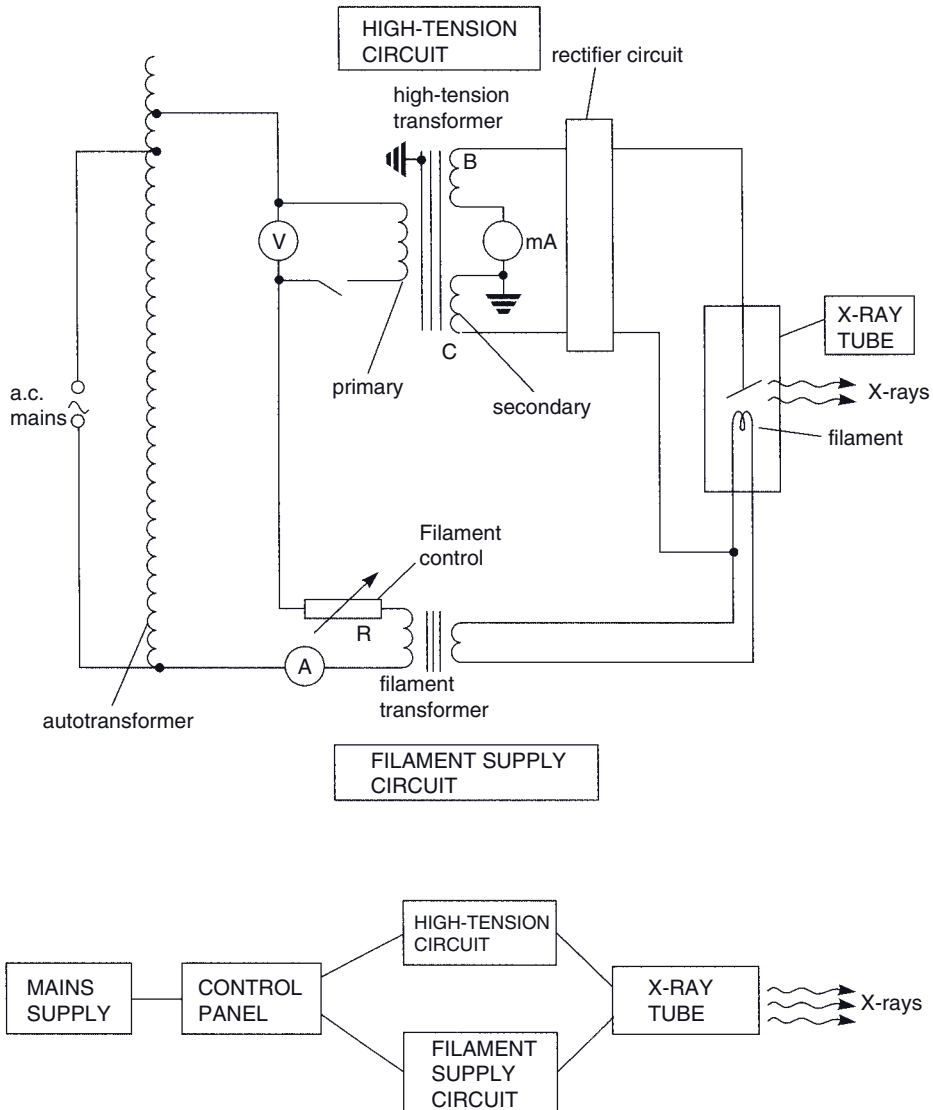 HIGH-TENSION
CIRCUIT
rectifier circuit
high-tension
transformer
B
V
mA
primary
C
secondary
X-RAY
TUBE
X-rays
filament
a.c.
mains
Filament
control
R
A
filament
transformer
autotransformer
FILAMENT SUPPLY
CIRCUIT
HIGH-TENSION
CIRCUIT
MAINS
SUPPLY
CONTROL
PANEL
X-RAY
TUBE
X-rays
FILAMENT
SUPPLY
CIRCUIT